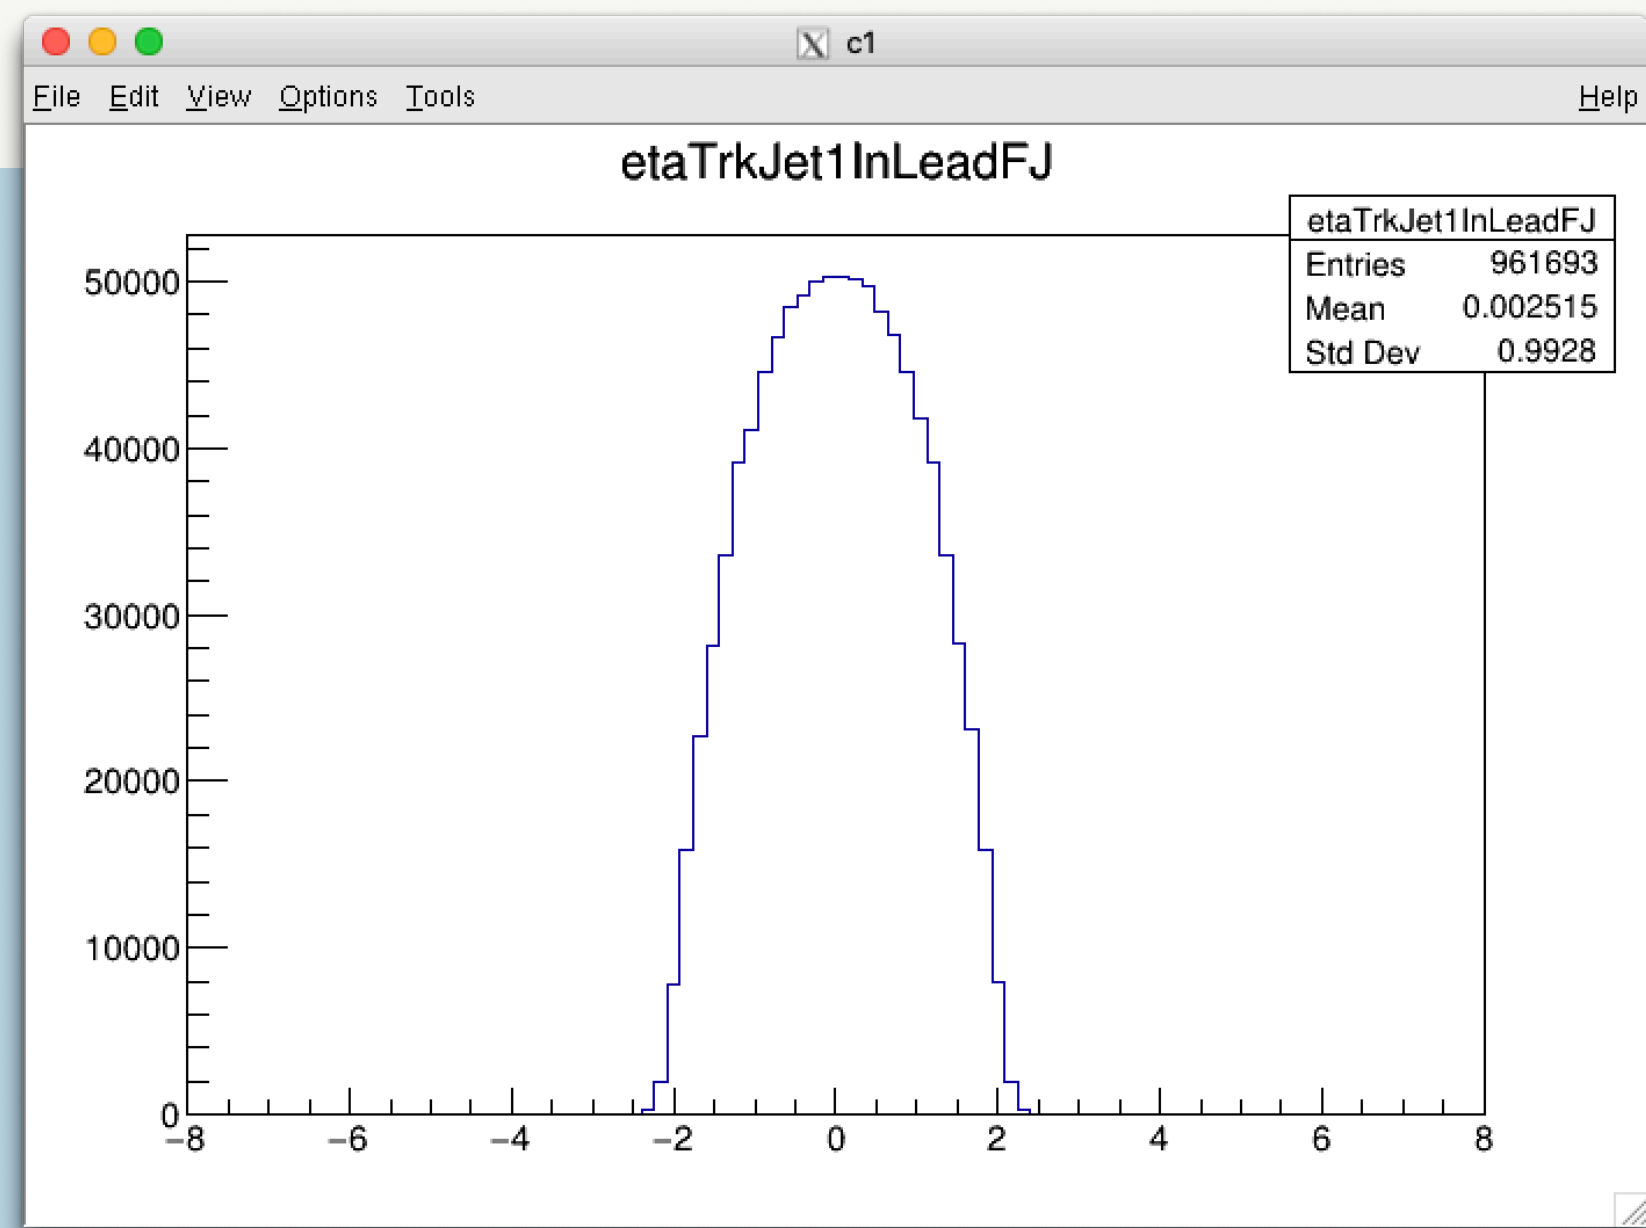 c1
File Edit View Options Tools Help
etaTrkJet1InLeadFJ
etaTrkJet1InLeadFJ
Entries 961693
Mean 0.002515
Std Dev 0.9928
50000
40000
30000
20000
10000
0
−8 −6 −4 −2 0 2 4 6 8